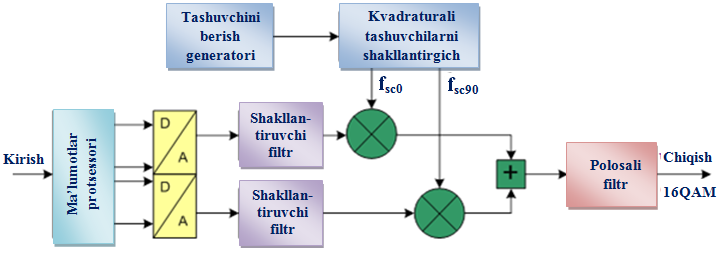 Tashuvchini
berish
generatori
Kvadraturali
tashuvchilarni
shakllantirgich
fsc0
fsc90
Kirish
Ma'lumotlar
protsessori
D
A
D
A
Shakllan-
tiruvchi
filtr
Shakllan-
tiruvchi
filtr
+
Polosali
filtr
Chiqish
16QAM